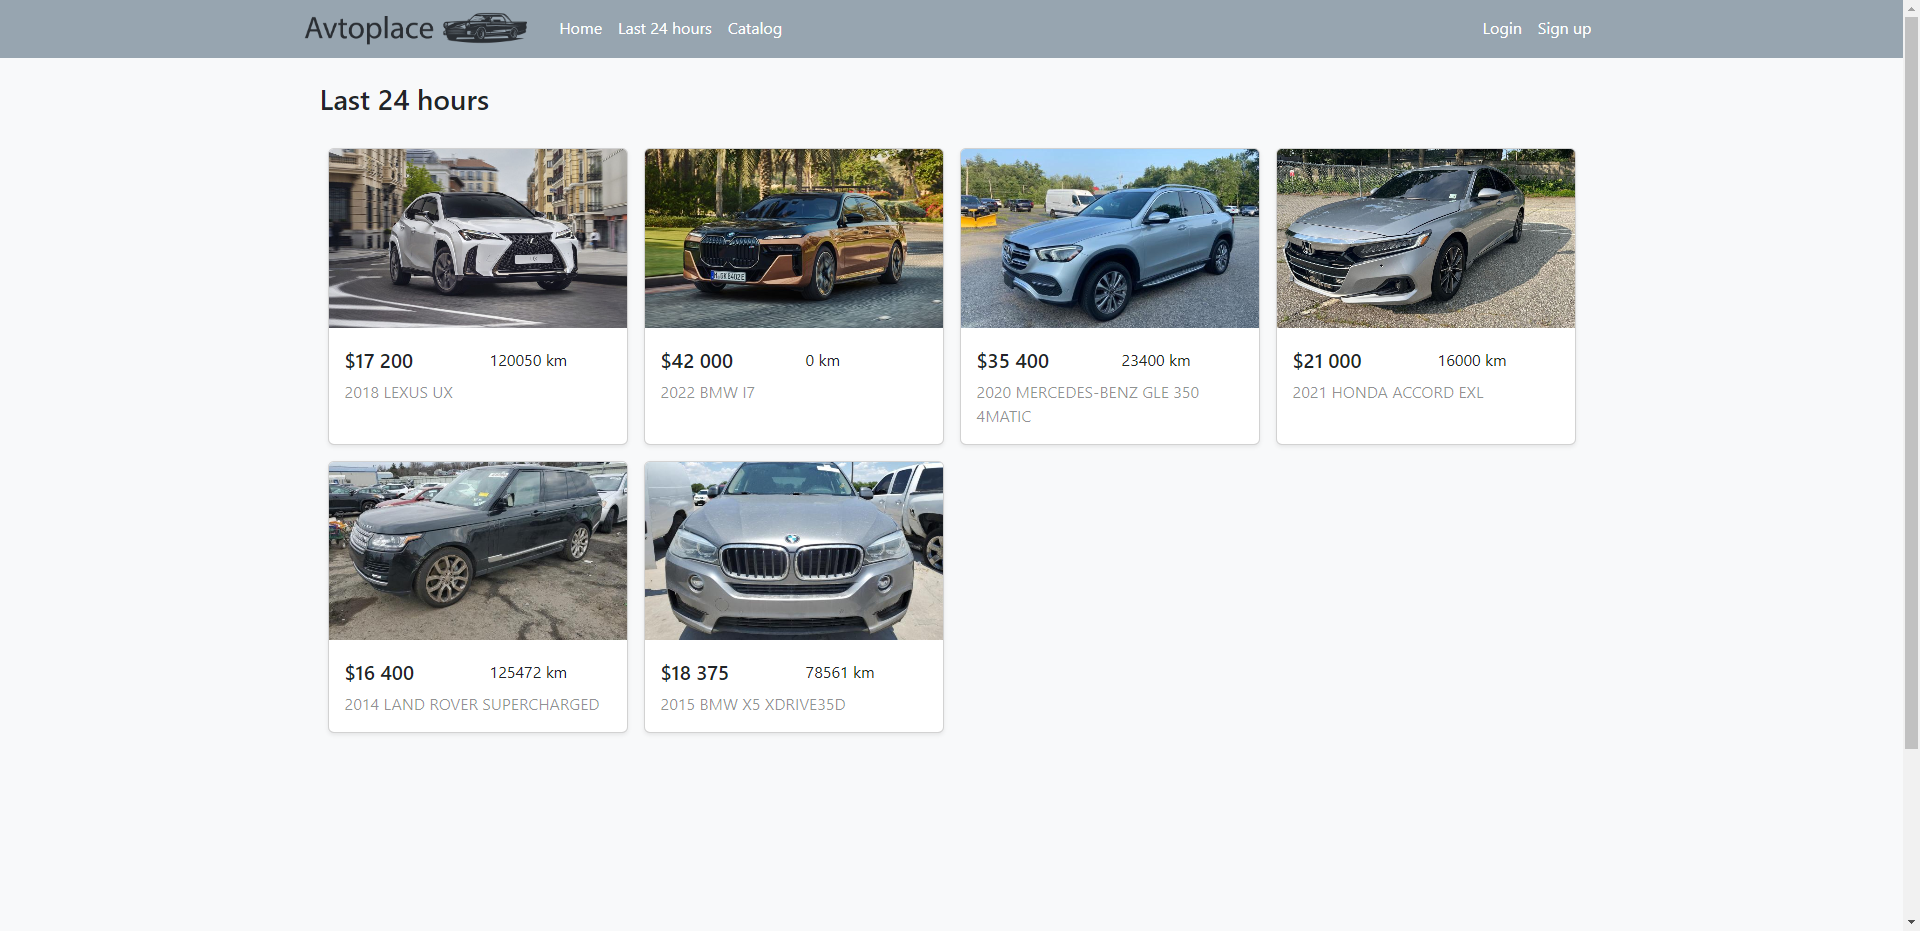 Avtoplace
Home
Last 24 hours
Catalog
Login
Sign up
Last 24 hours
$17 200
120050 km
2018 LEXUS UX
$42 000
0 km
2022 BMW I7
$35 400
23400 km
2020 MERCEDES-BENZ GLE 350
4MATIC
$21 000
16000 km
2021 HONDA ACCORD EXL
$16 400
125472 km
2014 LAND ROVER SUPERCHARGED
$18 375
78561 km
2015 BMW X5 XDRIVE35D